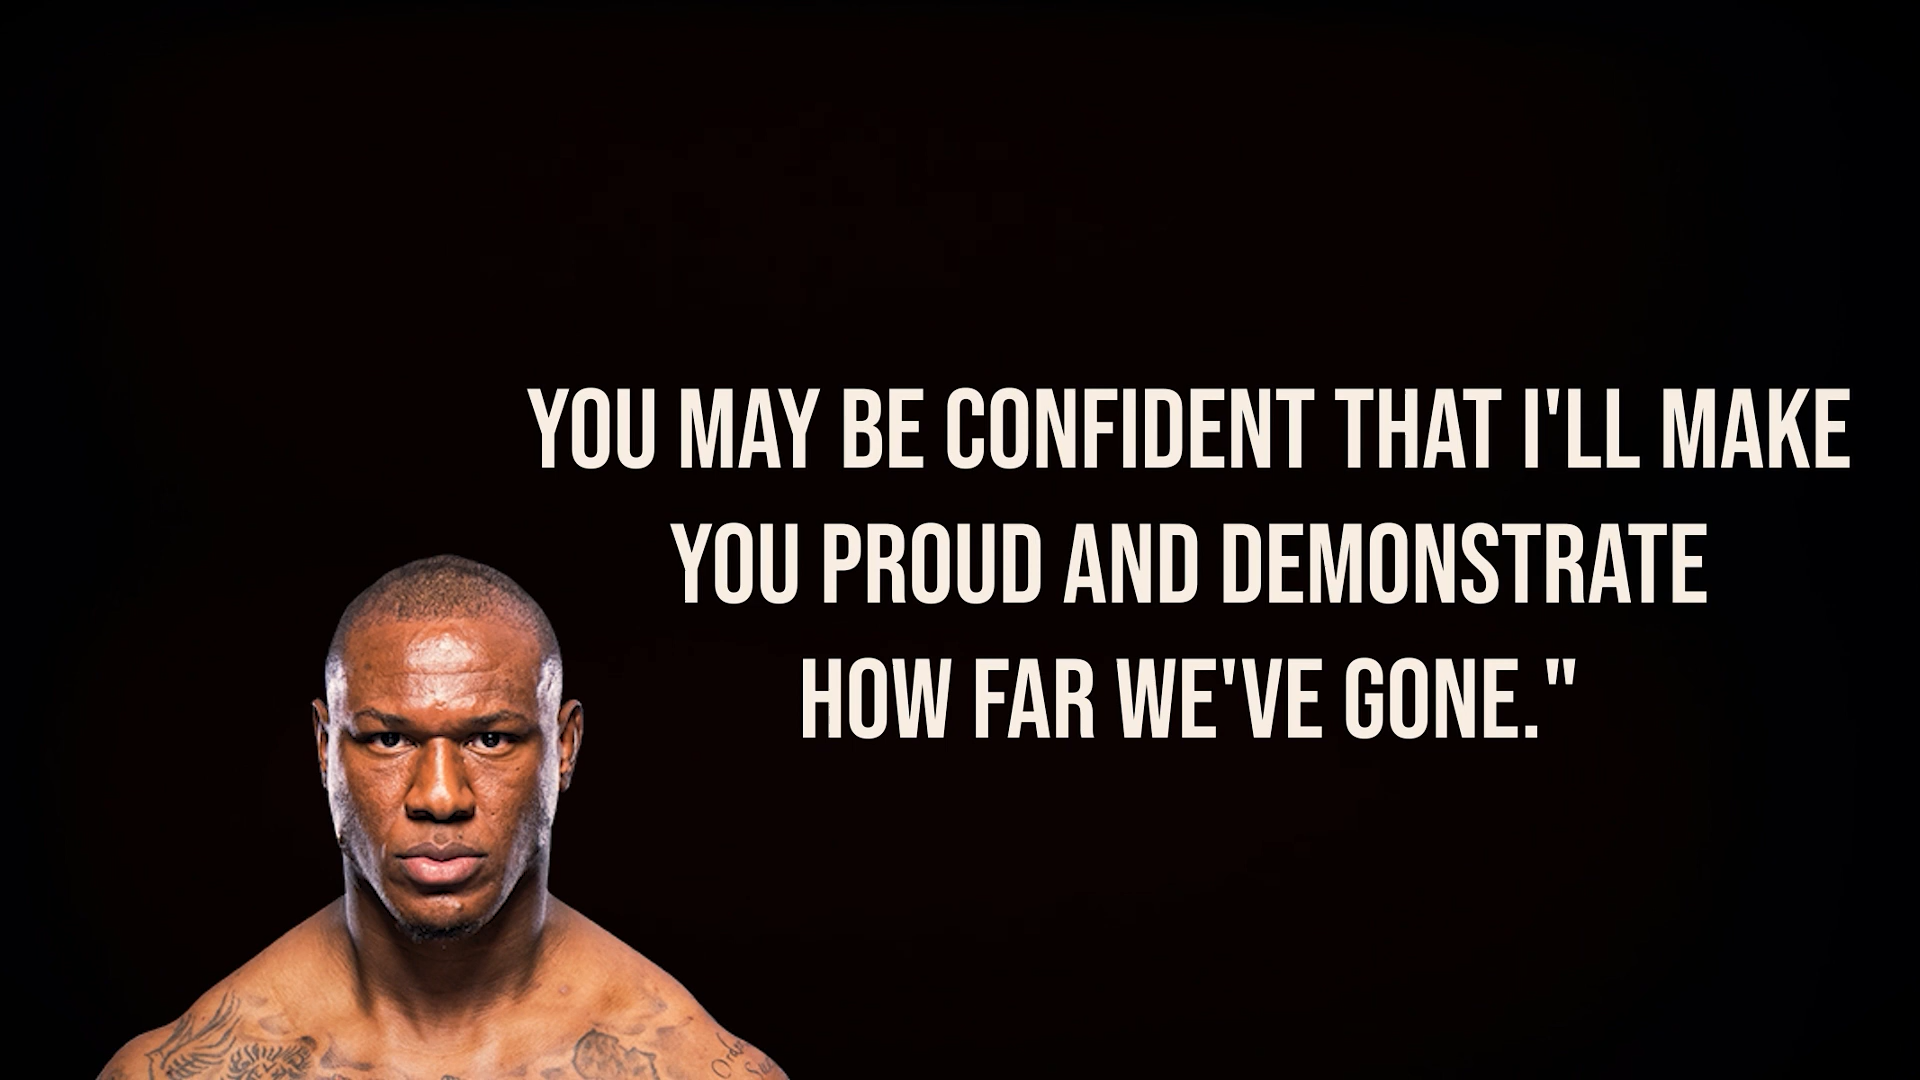 YOU MAY BE CONFIDENT THAT I'LL MAKE
YOU PROUD AND DEMONSTRATE
HOW FAR WE'VE GONE."